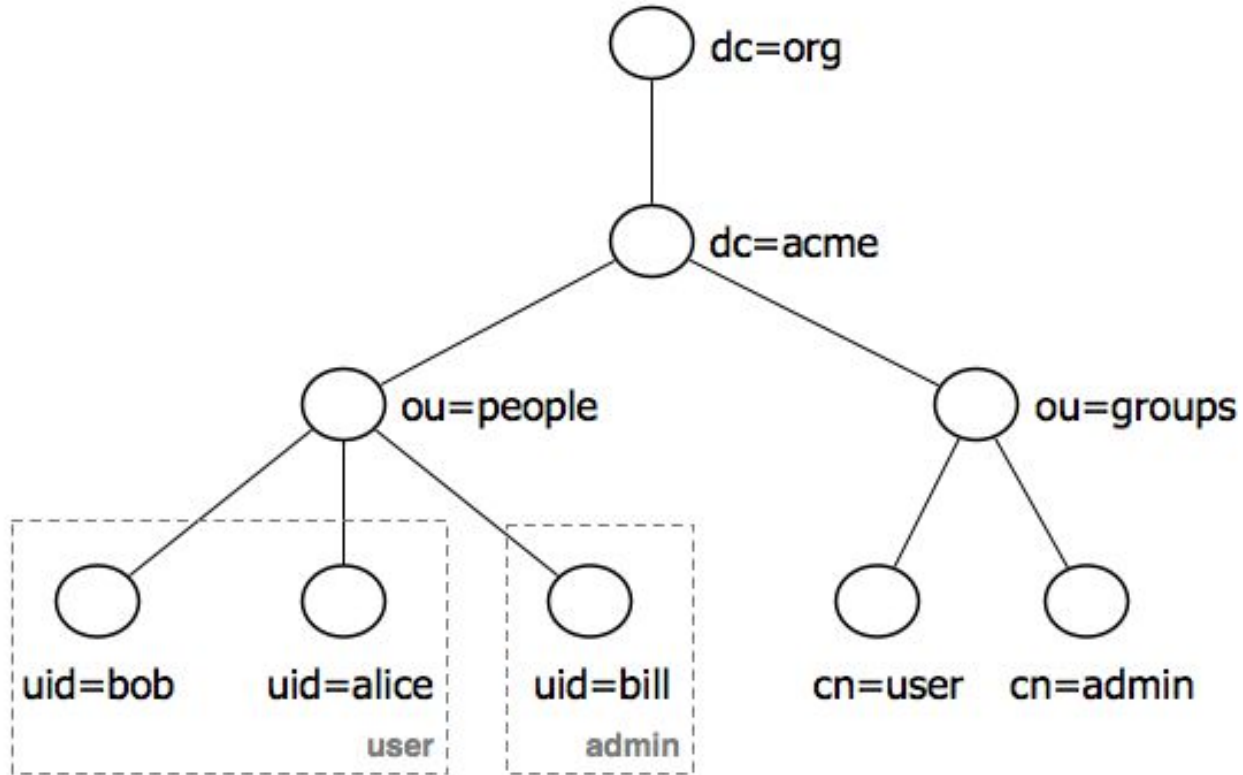 dc=org
dc=acme
ou=people
ou=groups
uid=bob
uid=alice
uid=bill
cn=user
cn=admin
user
admin